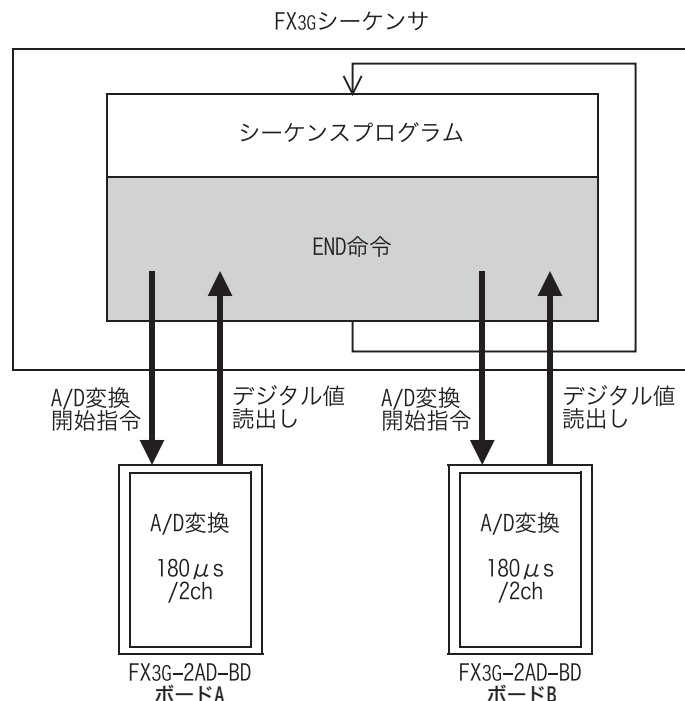 FX3Gシーケンサ
シーケンスプログラム
END命令
A/D変換
開始指令
デジタル値
読出し
A/D変換
開始指令
デジタル値
読出し
A/D変換
180μs
/2ch
A/D変換
180μs
/2ch
FX3G-2AD-BD
ボードA
FX3G-2AD-BD
ボードB